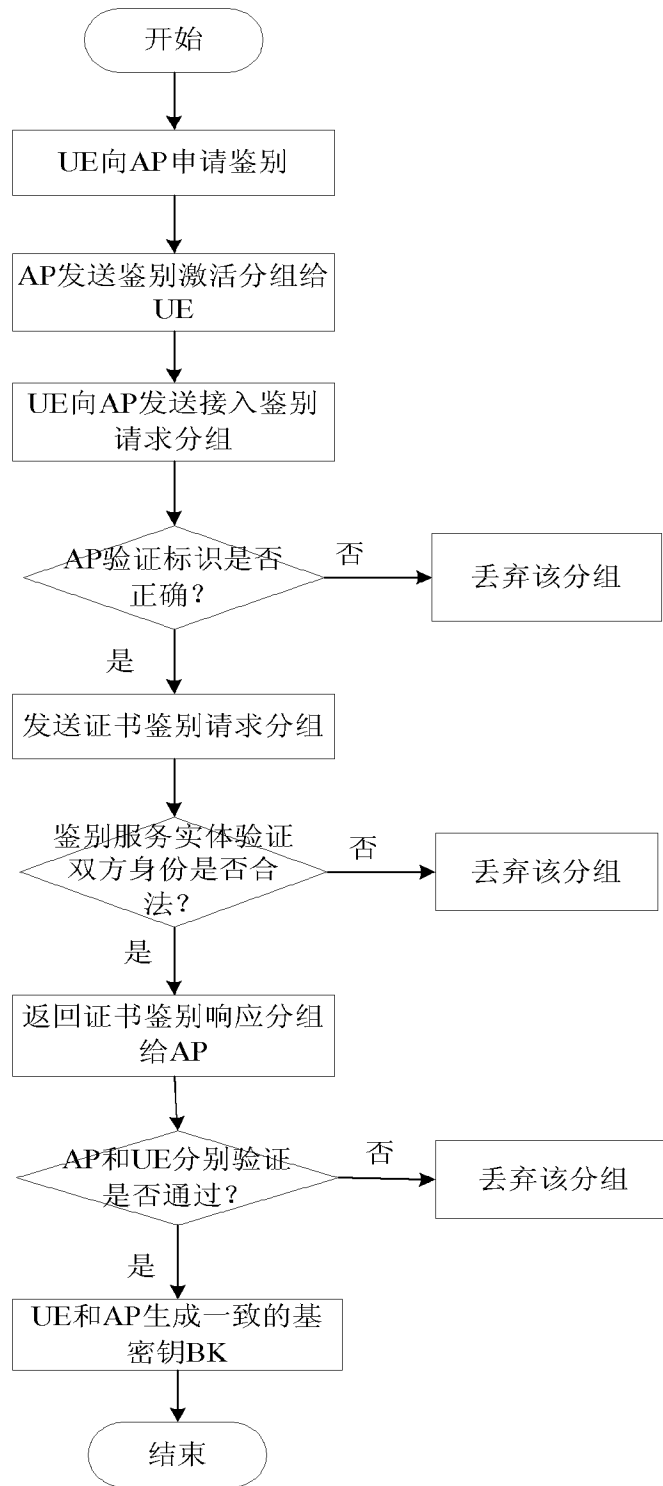 开始
UE向AP申请鉴别
AP发送鉴别激活分组给
UE
UE向AP发送接入鉴别
请求分组
AP验证标识是否
正确？
否
丢弃该分组
是
发送证书鉴别请求分组
鉴别服务实体验证
双方身份是否合
法？
否
丢弃该分组
是
返回证书鉴别响应分组
给AP
AP和UE分别验证
是否通过？
否
丢弃该分组
是
UE和AP生成一致的基
密钥BK
结束